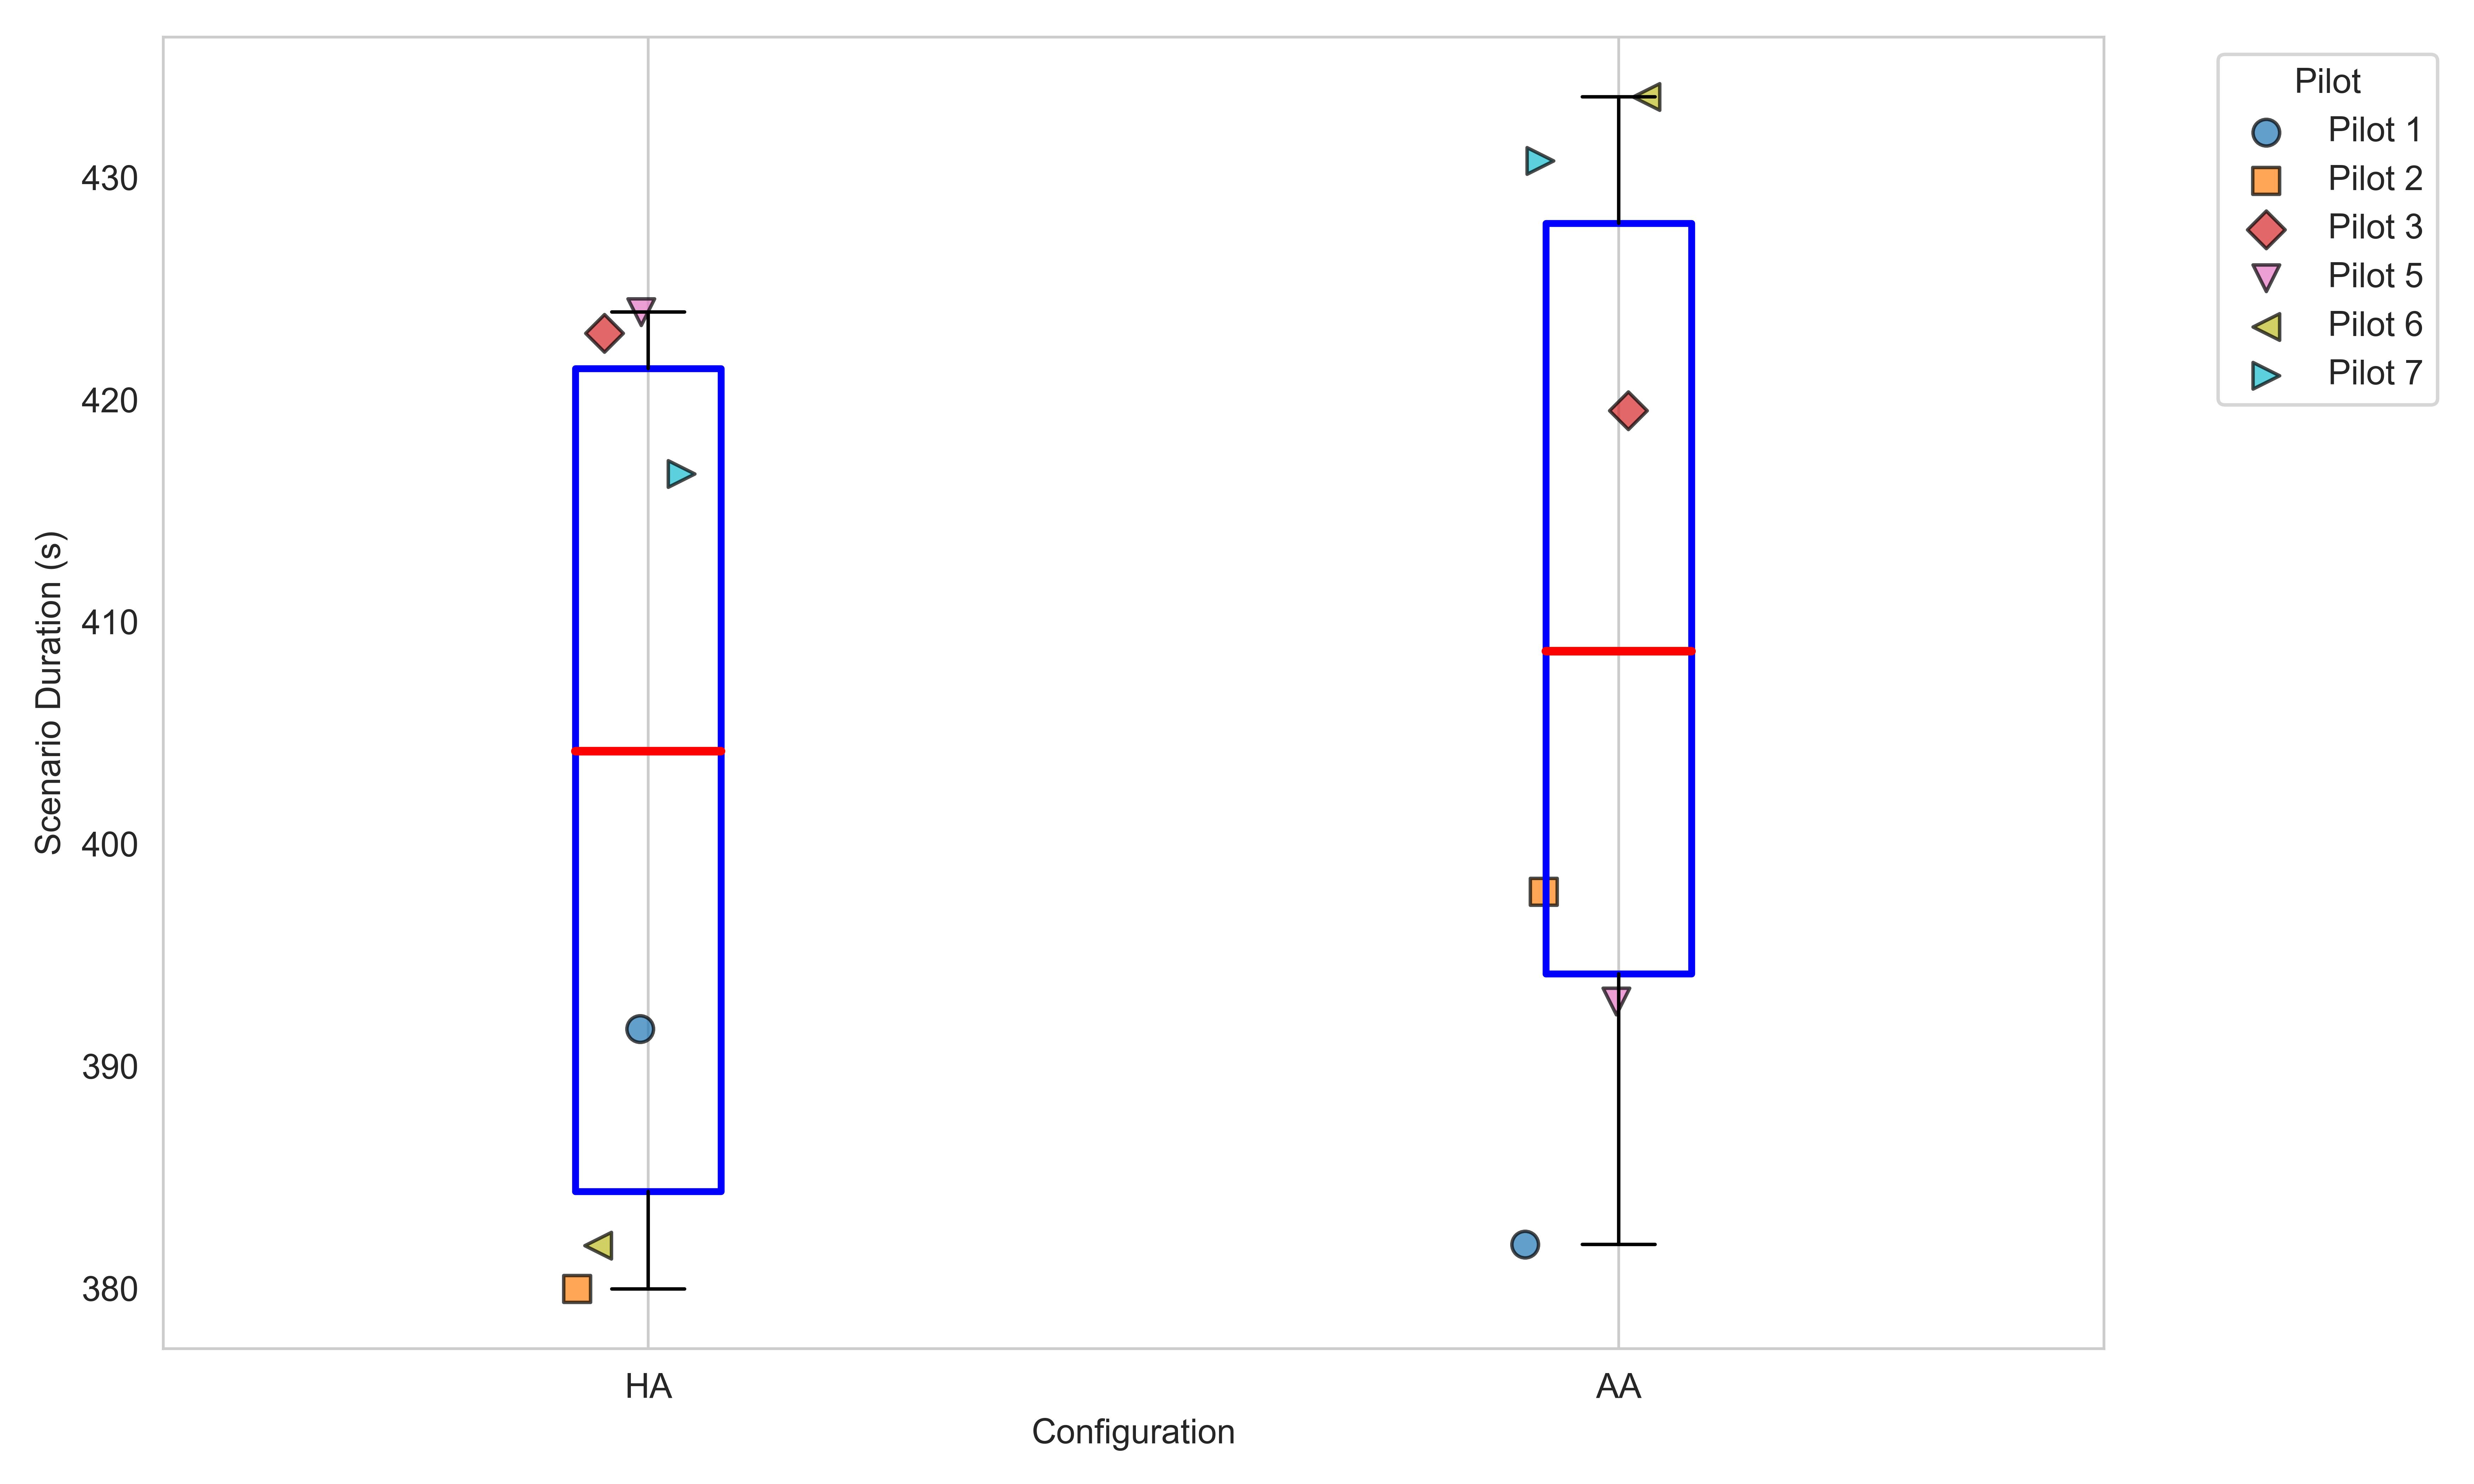 Pilot
Pilot 1
Pilot 2
Pilot 3
Pilot 5
Pilot 6
Pilot 7
Scenario Duration (s)
430
420
410
400
390
380
HA
AA
Configuration